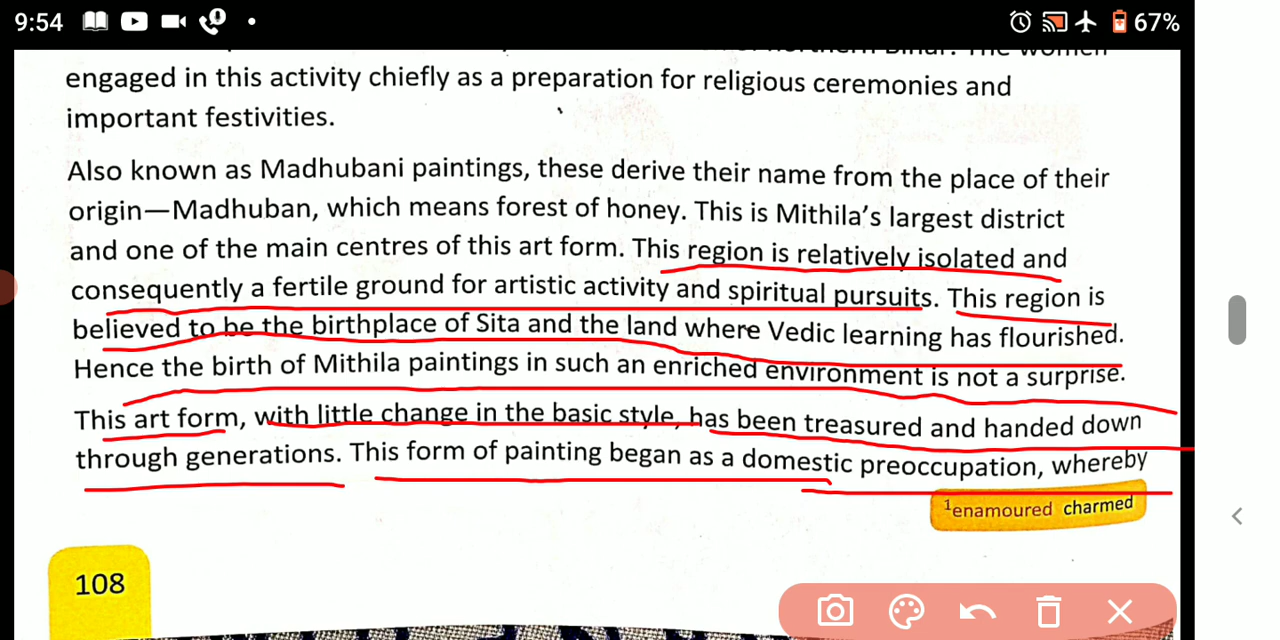 9:54
67%
engaged in this activity chiefly as a preparation for religious ceremonies and
important festivities.
Also known as Madhubani paintings, these derive their name from the place of their
origin—Madhuban, which means forest of honey. This is Mithila's largest district
and one of the main centres of this art form. This region is relatively isolated and
consequently a fertile ground for artistic activity and spiritual pursuits. This region is
believed to be the birthplace of Sita and the land where Vedic learning has flourished.
Hence the birth of Mithila paintings in such an enriched environment is not a surprise.
This art form, with little change in the basic style, has been treasured and handed down
through generations. This form of painting began as a domestic preoccupation, whereby
¹enamoured charmed
108